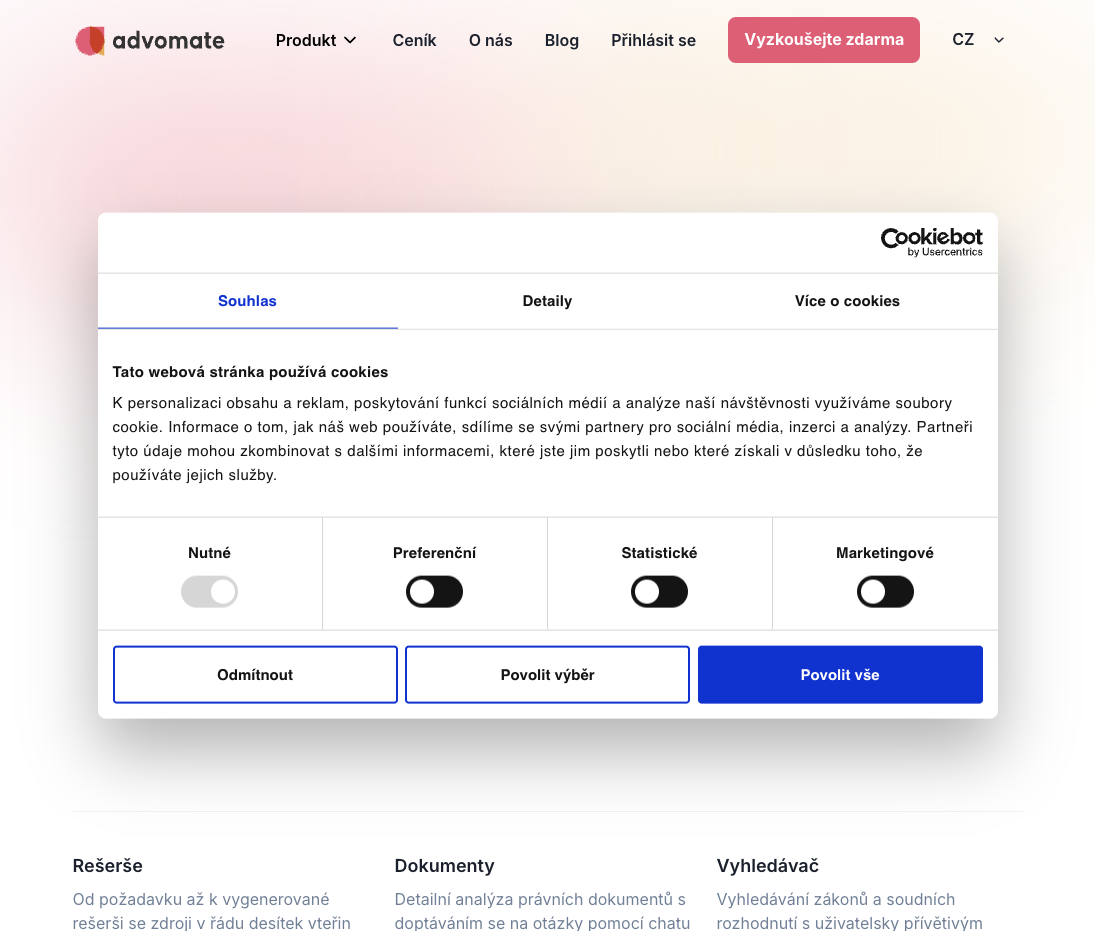 advomate
Produkt
Ceník
O nás
Blog
Přihlásit se
Vyzkoušejte zdarma
CZ
Cookiebot
by Usercentrics
Souhlas
Detaily
Více o cookies
Tato webová stránka používá cookies
K personalizaci obsahu a reklam, poskytování funkcí sociálních médií a analýze naší návštěvnosti využíváme soubory
cookie. Informace o tom, jak náš web používáte, sdílíme se svými partnery pro sociální média, inzerci a analýzy. Partneři
tyto údaje mohou zkombinovat s dalšími informacemi, které jste jim poskytli nebo které získali v důsledku toho, že
používáte jejich služby.
Nutné
Preferenční
Statistické
Marketingové
Odmítnout
Povolit výběr
Povolit vše
Rešerše
Od požadavku až k vygenerované
rešerši se zdroji v řádu desítek vteřin
Dokumenty
Detailní analýza právních dokumentů s
doptáváním se na otázky pomocí chatu
Vyhledávač
Vyhledávání zákonů a soudních
rozhodnutí s uživatelsky přívětivým